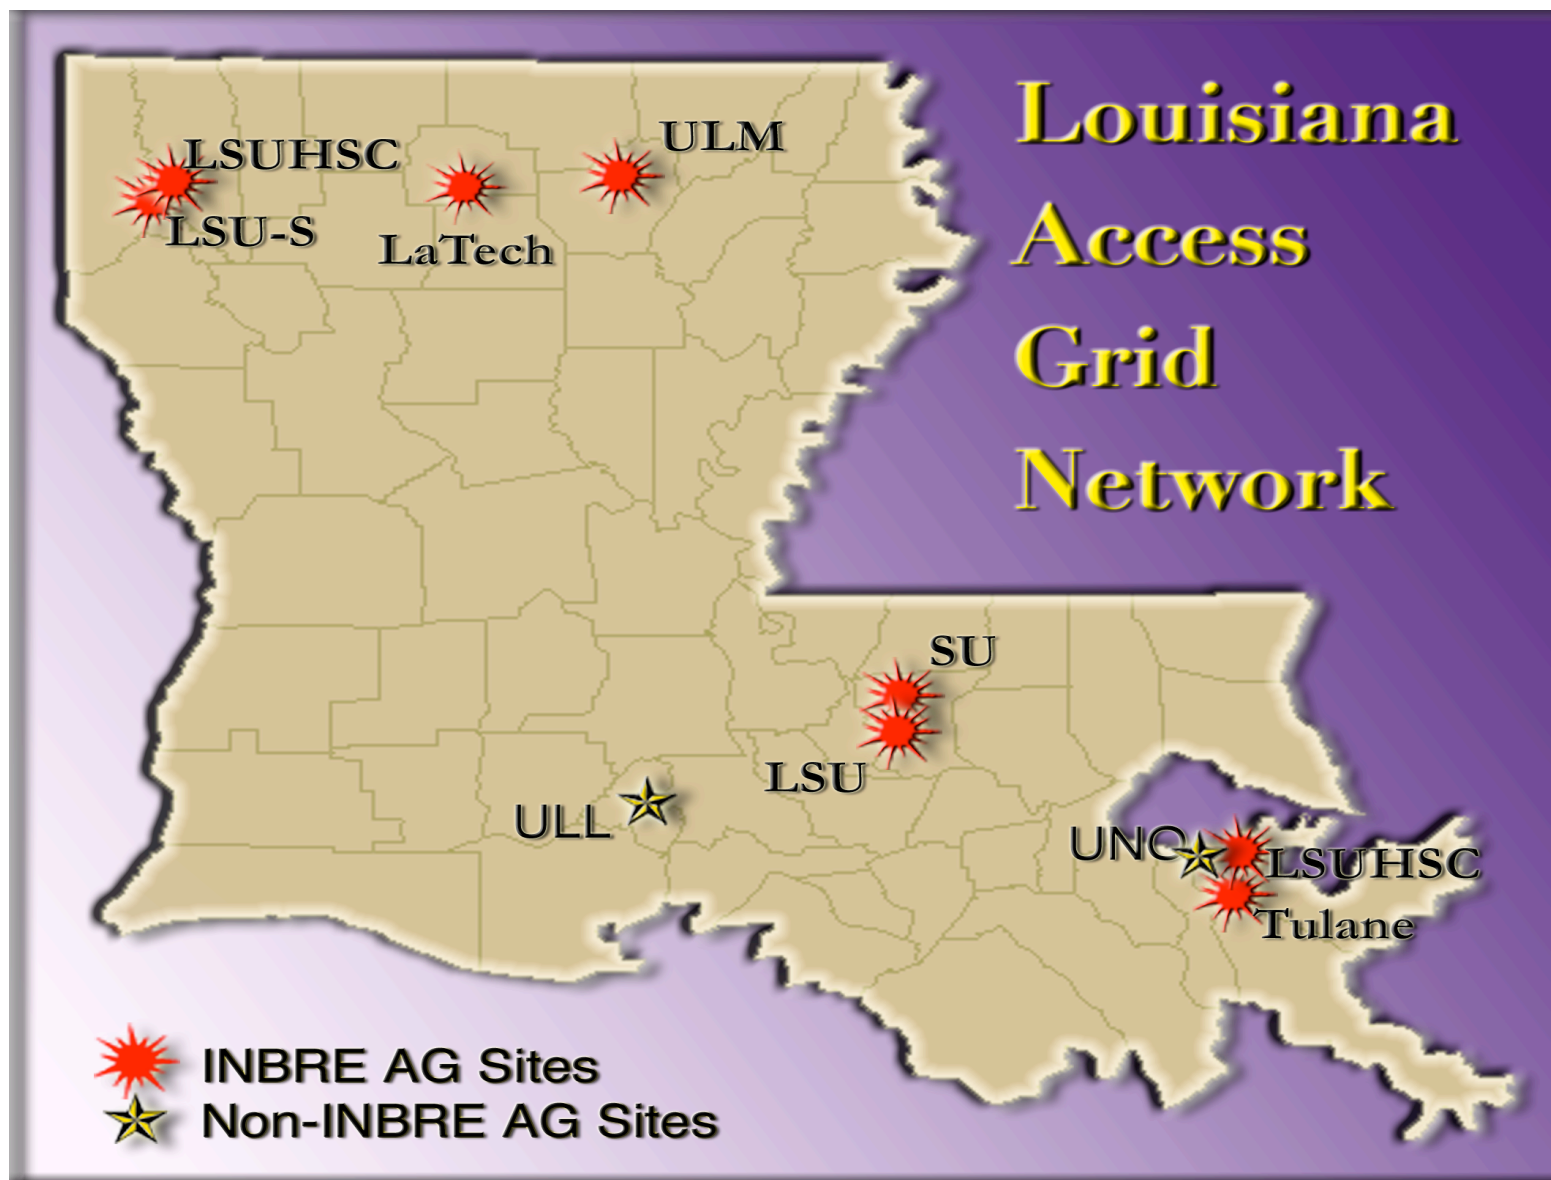 Louisiana
Access
Grid
Network
LSUHSC
ULM
LSU-S
LaTech
SU
LSU
ULL
UNO
LSUHSC
Tulane
INBRE AG Sites
Non-INBRE AG Sites